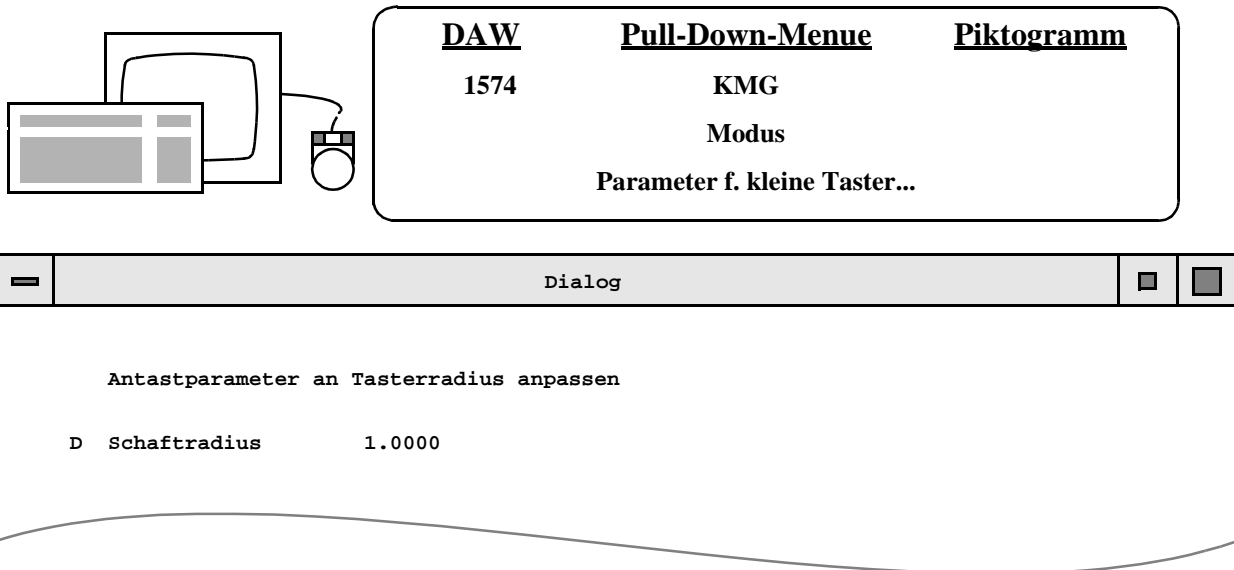 DAW Pull-Down-Menue Piktogramm
1574 KMG
Modus
Parameter f. kleine Taster...
Dialog
Antastparameter an Tasterradius anpassen
D Schaftradius 1.0000